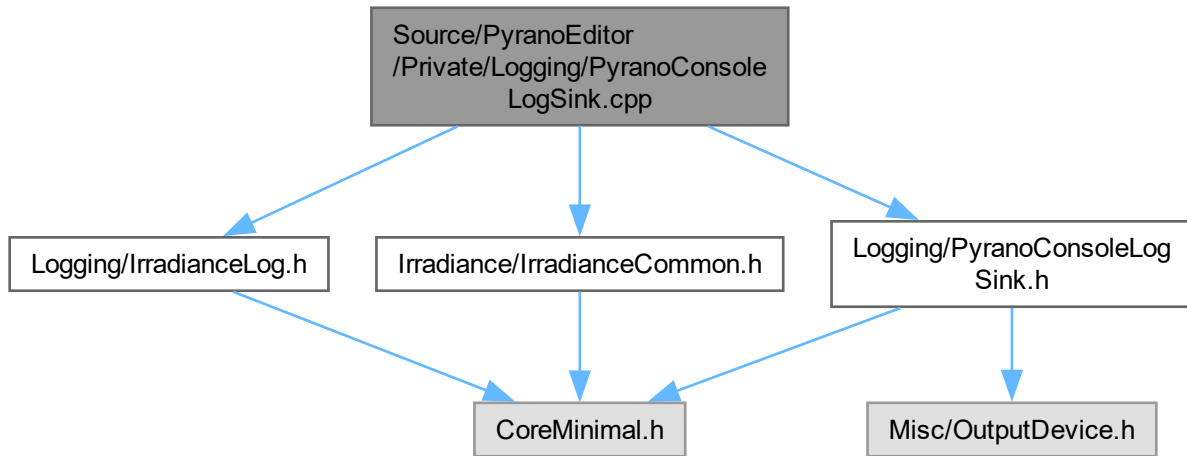 Source/PyranoEditor
/Private/Logging/PyranoConsole
LogSink.cpp
Logging/IrradianceLog.h
Irradiance/IrradianceCommon.h
Logging/PyranoConsoleLog
Sink.h
CoreMinimal.h
Misc/OutputDevice.h